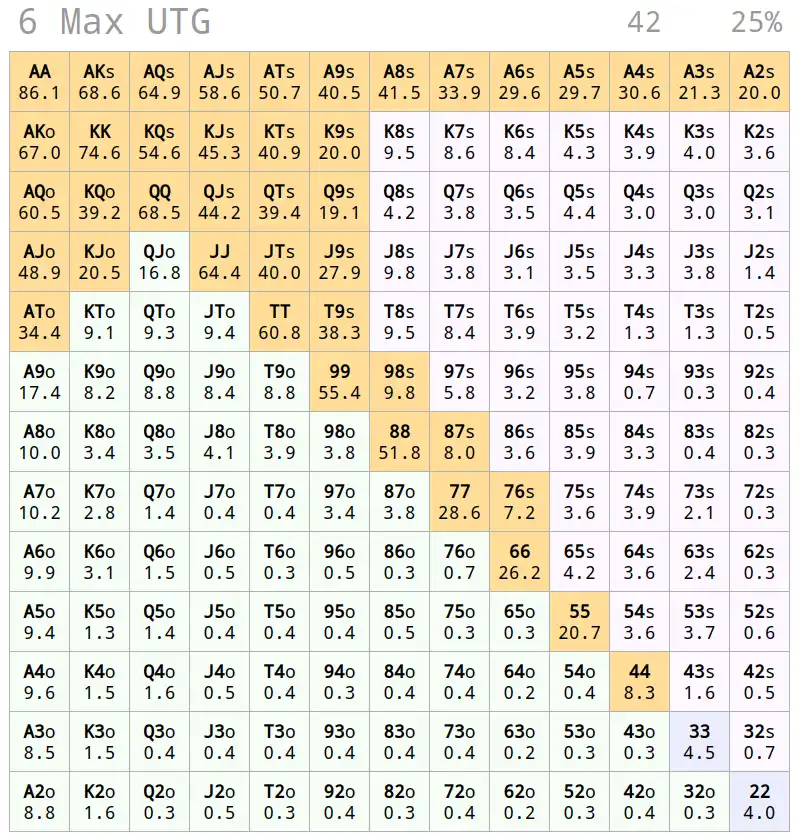 6 Max UTG 42 25%
AA AKs AQs AJs ATs A9s A8s A7s A6s A5s A4s A3s A2s
86.1 68.6 64.9 58.6 50.7 40.5 41.5 33.9 29.6 29.7 30.6 21.3 20.0
AKo KK KQs KJs KTs K9s K8s K7s K6s K5s K4s K3s K2s
67.0 74.6 54.6 45.3 40.9 20.0 9.5 8.6 8.4 4.3 3.9 4.0 3.6
AQo KQo QQ QJs QTs Q9s Q8s Q7s Q6s Q5s Q4s Q3s Q2s
60.5 39.2 68.5 44.2 39.4 19.1 4.2 3.8 3.5 4.4 3.0 3.0 3.1
AJo KJo QJo JJ JTs J9s J8s J7s J6s J5s J4s J3s J2s
48.9 20.5 16.8 64.4 40.0 27.9 9.8 3.8 3.1 3.5 3.3 3.8 1.4
ATo KTo QTo JTo TT T9s T8s T7s T6s T5s T4s T3s T2s
34.4 9.1 9.3 9.4 60.8 38.3 9.5 8.4 3.9 3.2 1.3 1.3 0.5
A9o K9o Q9o J9o T9o 99 98s 97s 96s 95s 94s 93s 92s
17.4 8.2 8.8 8.4 8.8 55.4 9.8 5.8 3.2 3.8 0.7 0.3 0.4
A8o K8o Q8o J8o T8o 98o 88 87s 86s 85s 84s 83s 82s
10.0 3.4 3.5 4.1 3.9 3.8 51.8 8.0 3.6 3.9 3.3 0.4 0.3
A7o K7o Q7o J7o T7o 97o 87o 77 76s 75s 74s 73s 72s
10.2 2.8 1.4 0.4 0.4 3.4 3.8 28.6 7.2 3.6 3.9 2.1 0.3
A6o K6o Q6o J6o T6o 96o 86o 76o 66 65s 64s 63s 62s
9.9 3.1 1.5 0.5 0.3 0.5 0.3 0.7 26.2 4.2 3.6 2.4 0.3
A5o K5o Q5o J5o T5o 95o 85o 75o 65o 55 54s 53s 52s
9.4 1.3 1.4 0.4 0.4 0.4 0.5 0.3 0.3 20.7 3.6 3.7 0.6
A4o K4o Q4o J4o T4o 94o 84o 74o 64o 54o 44 43s 42s
9.6 1.5 1.6 0.5 0.4 0.3 0.4 0.4 0.2 0.4 8.3 1.6 0.5
A3o K3o Q3o J3o T3o 93o 83o 73o 63o 53o 43o 33 32s
8.5 1.5 0.4 0.4 0.4 0.4 0.4 0.4 0.2 0.3 0.3 4.5 0.7
A2o K2o Q2o J2o T2o 92o 82o 72o 62o 52o 42o 32o 22
8.8 1.6 0.3 0.5 0.3 0.4 0.3 0.4 0.2 0.3 0.4 0.3 4.0